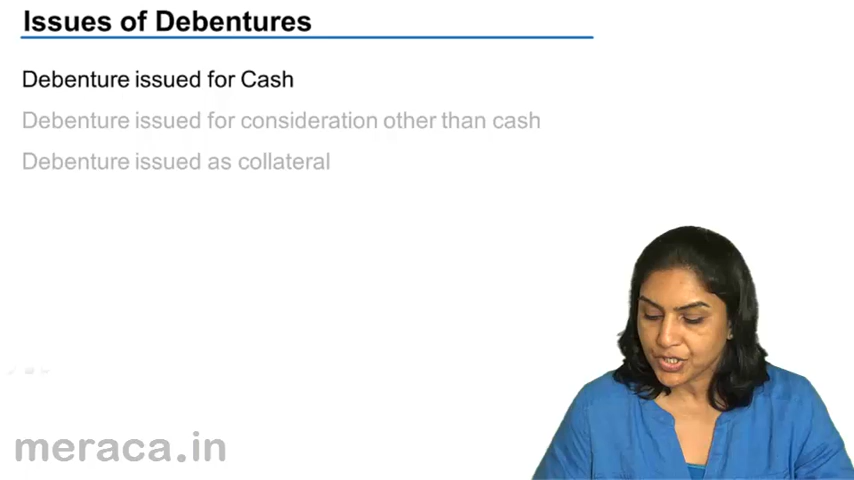 Issues of Debentures
Debenture issued for Cash
Debenture issued for consideration other than cash
Debenture issued as collateral
meraca.in